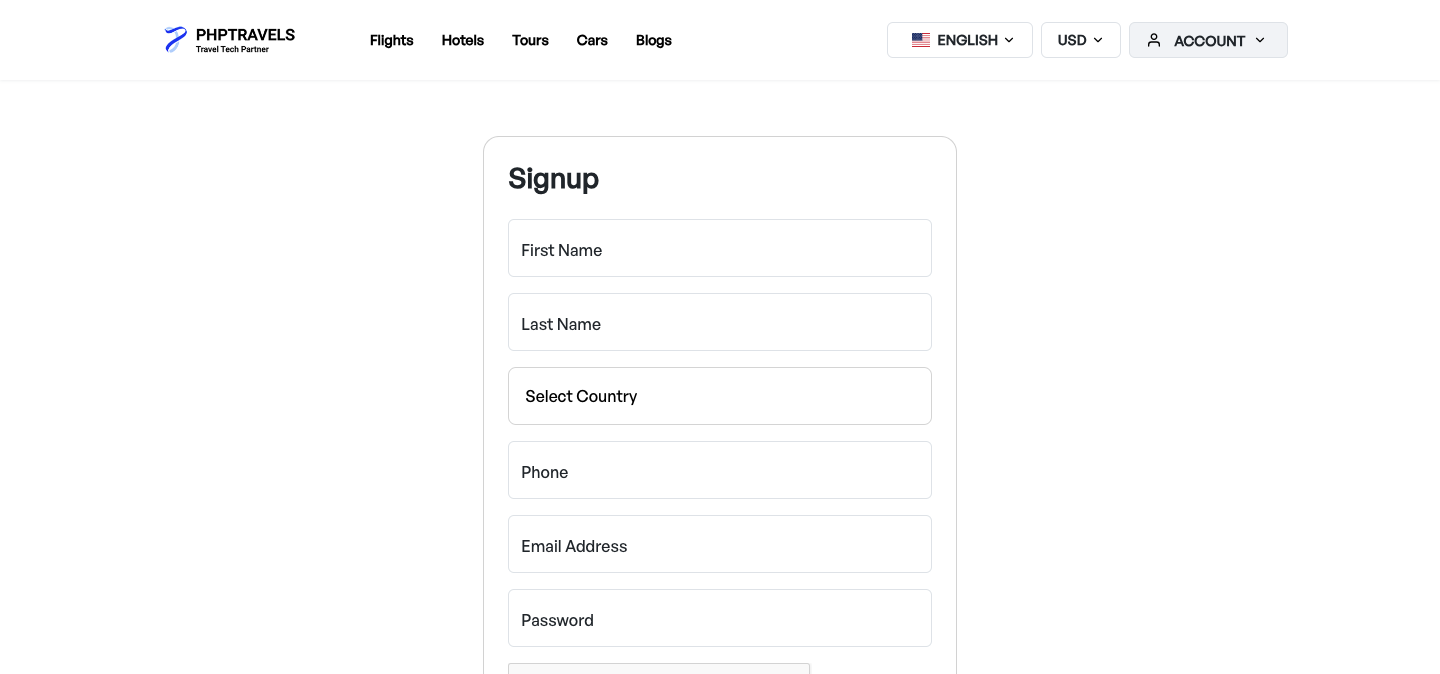 PHPTRAVELS
Travel Tech Partner
Flights Hotels Tours Cars Blogs
ENGLISH USD ACCOUNT
Signup
First Name
Last Name
Select Country
Phone
Email Address
Password